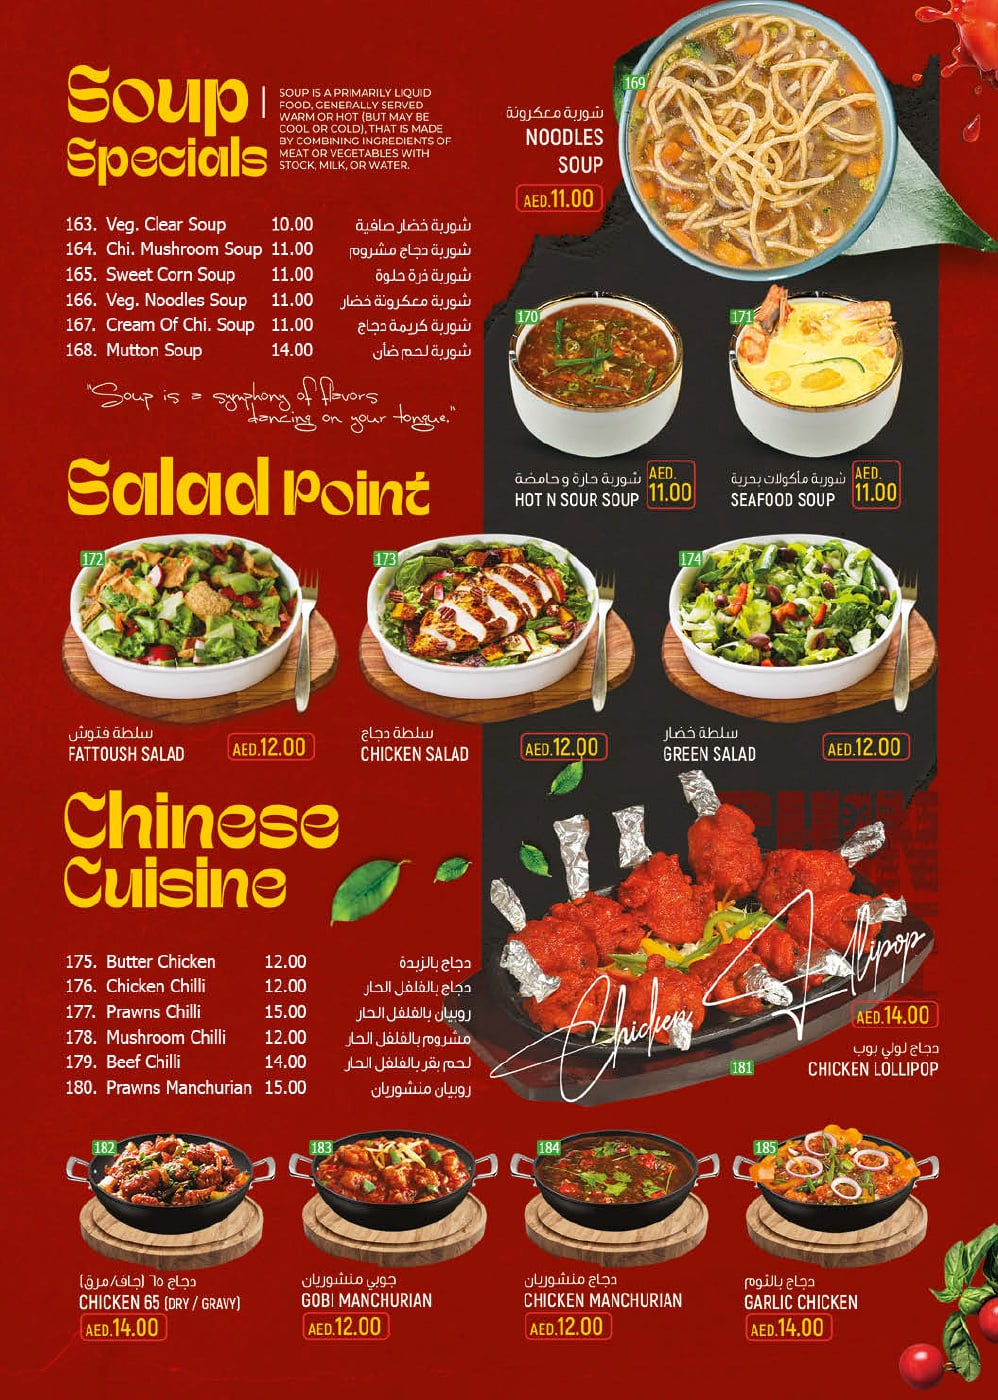 Soup
Specials
SOUP IS A PRIMARILY LIQUID
FOOD, GENERALLY SERVED
WARM OR HOT (BUT MAY BE
COOL OR COLD), THAT IS MADE
BY COMBINING INGREDIENTS OF
MEAT OR VEGETABLES WITH
STOCK, MILK, OR WATER.
163. Veg. Clear Soup 10.00 شوربة خضار صافية
164. Chi. Mushroom Soup 11.00 شوربة دجاج مشروم
165. Sweet Corn Soup 11.00 شوربة ذرة حلوة
166. Veg. Noodles Soup 11.00 شوربة معكرونة خضار
167. Cream Of Chi. Soup 11.00 شوربة كريمة دجاج
168. Mutton Soup 14.00 شوربة لحم ضأن
"Soup is a symphony of flavors
dancing on your tongue."
169
شوربة معكرونة
NOODLES
SOUP
AED.11.00
170
شوربة حارة و حامضة
HOT N SOUR SOUP
AED.
11.00
171
شوربة مأكولات بحرية
SEAFOOD SOUP
AED.
11.00
Salad Point
172
سلطة فتوش
FATTOUSH SALAD
AED.12.00
173
سلطة دجاج
CHICKEN SALAD
AED.12.00
174
سلطة خضار
GREEN SALAD
AED.12.00
Chinese
Cuisine
175. Butter Chicken 12.00 دجاج بالزبدة
176. Chicken Chilli 12.00 دجاج بالفلفل الحار
177. Prawns Chilli 15.00 روبيان بالفلفل الحار
178. Mushroom Chilli 12.00 مشروم بالفلفل الحار
179. Beef Chilli 14.00 لحم بقر بالفلفل الحار
180. Prawns Manchurian 15.00 روبيان منشوريان
Chicken Lollipop
AED.14.00
دجاج لولي بوب
181
CHICKEN LOLLIPOP
182
دجاج ٦٥ (جاف/مرق)
CHICKEN 65 (DRY / GRAVY)
AED.14.00
183
جوبي منشوريان
GOBI MANCHURIAN
AED.12.00
184
دجاج منشوريان
CHICKEN MANCHURIAN
AED.12.00
185
دجاج بالثوم
GARLIC CHICKEN
AED.14.00